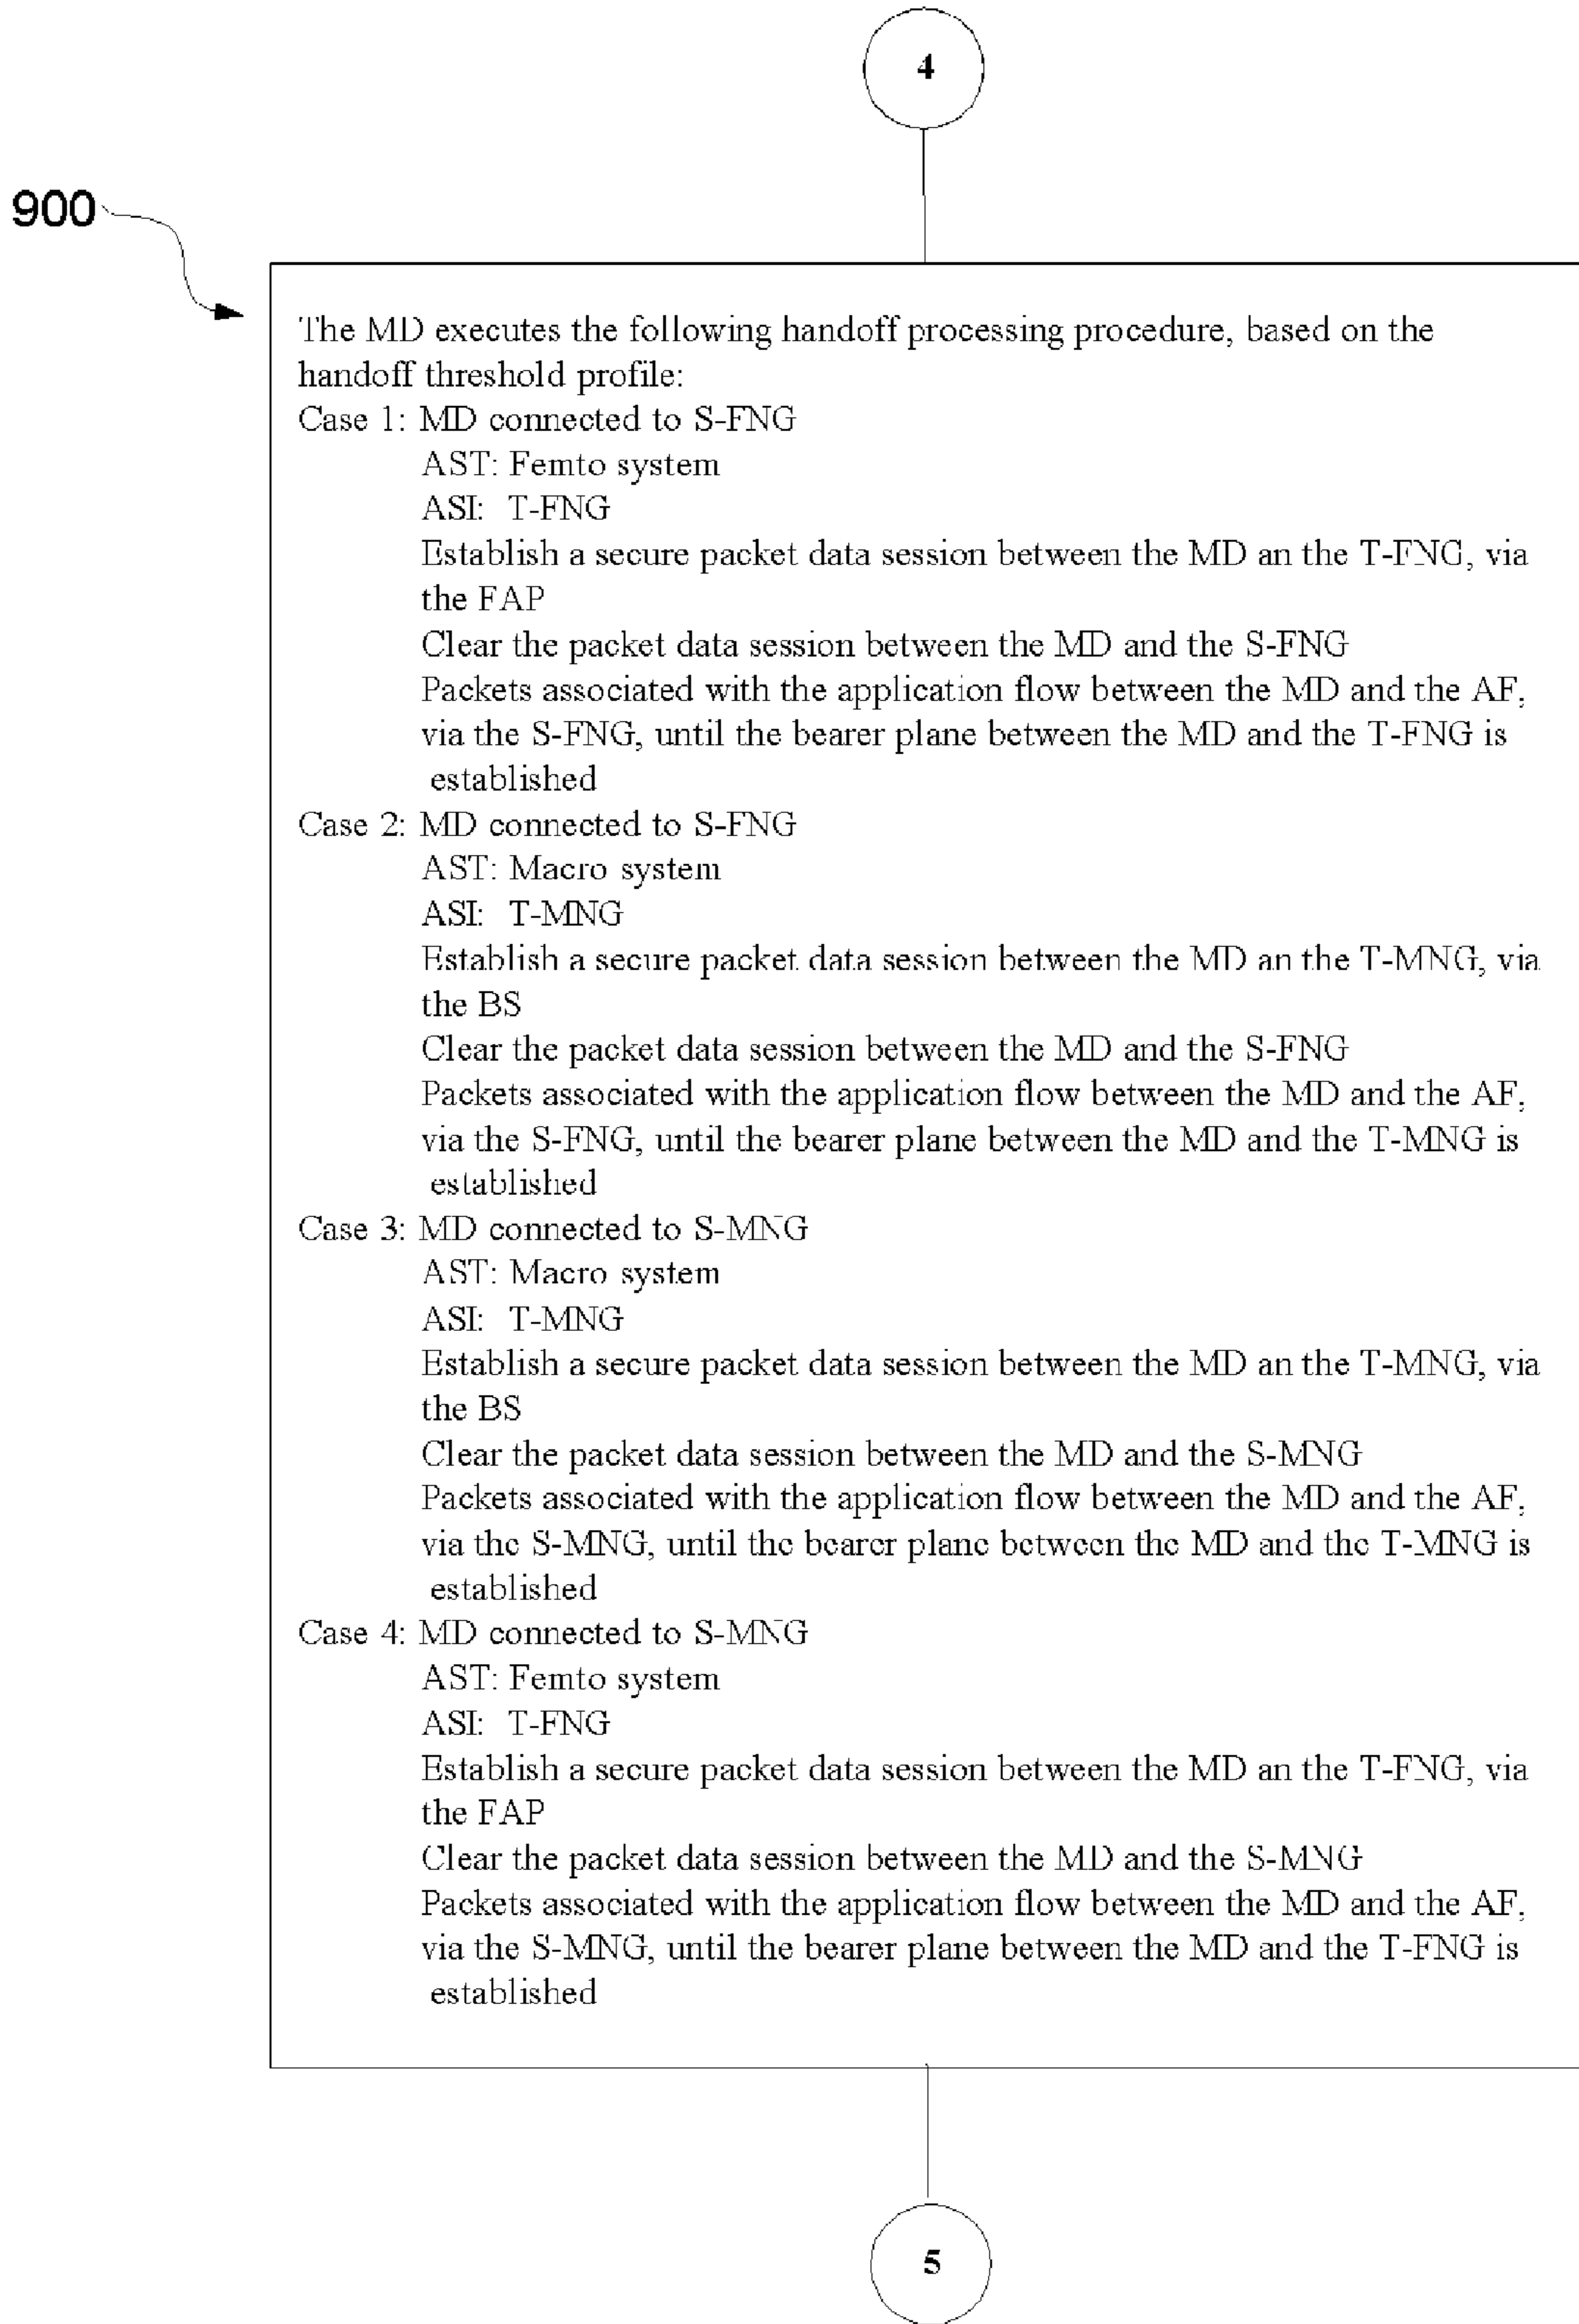 4
900
The MD executes the following handoff processing procedure, based on the
handoff threshold profile:
Case 1: MD connected to S-FNG
AST: Femto system
ASI: T-FNG
Establish a secure packet data session between the MD an the T-FNG, via
the FAP
Clear the packet data session between the MD and the S-FNG
Packets associated with the application flow between the MD and the AF,
via the S-FNG, until the bearer plane between the MD and the T-FNG is
established
Case 2: MD connected to S-FNG
AST: Macro system
ASI: T-MNG
Establish a secure packet data session between the MD an the T-MNG, via
the BS
Clear the packet data session between the MD and the S-FNG
Packets associated with the application flow between the MD and the AF,
via the S-FNG, until the bearer plane between the MD and the T-MNG is
established
Case 3: MD connected to S-MNG
AST: Macro system
ASI: T-MNG
Establish a secure packet data session between the MD an the T-MNG, via
the BS
Clear the packet data session between the MD and the S-MNG
Packets associated with the application flow between the MD and the AF,
via the S-MNG, until the bearer plane between the MD and the T-MNG is
established
Case 4: MD connected to S-MNG
AST: Femto system
ASI: T-FNG
Establish a secure packet data session between the MD an the T-FNG, via
the FAP
Clear the packet data session between the MD and the S-MNG
Packets associated with the application flow between the MD and the AF,
via the S-MNG, until the bearer plane between the MD and the T-FNG is
established
5